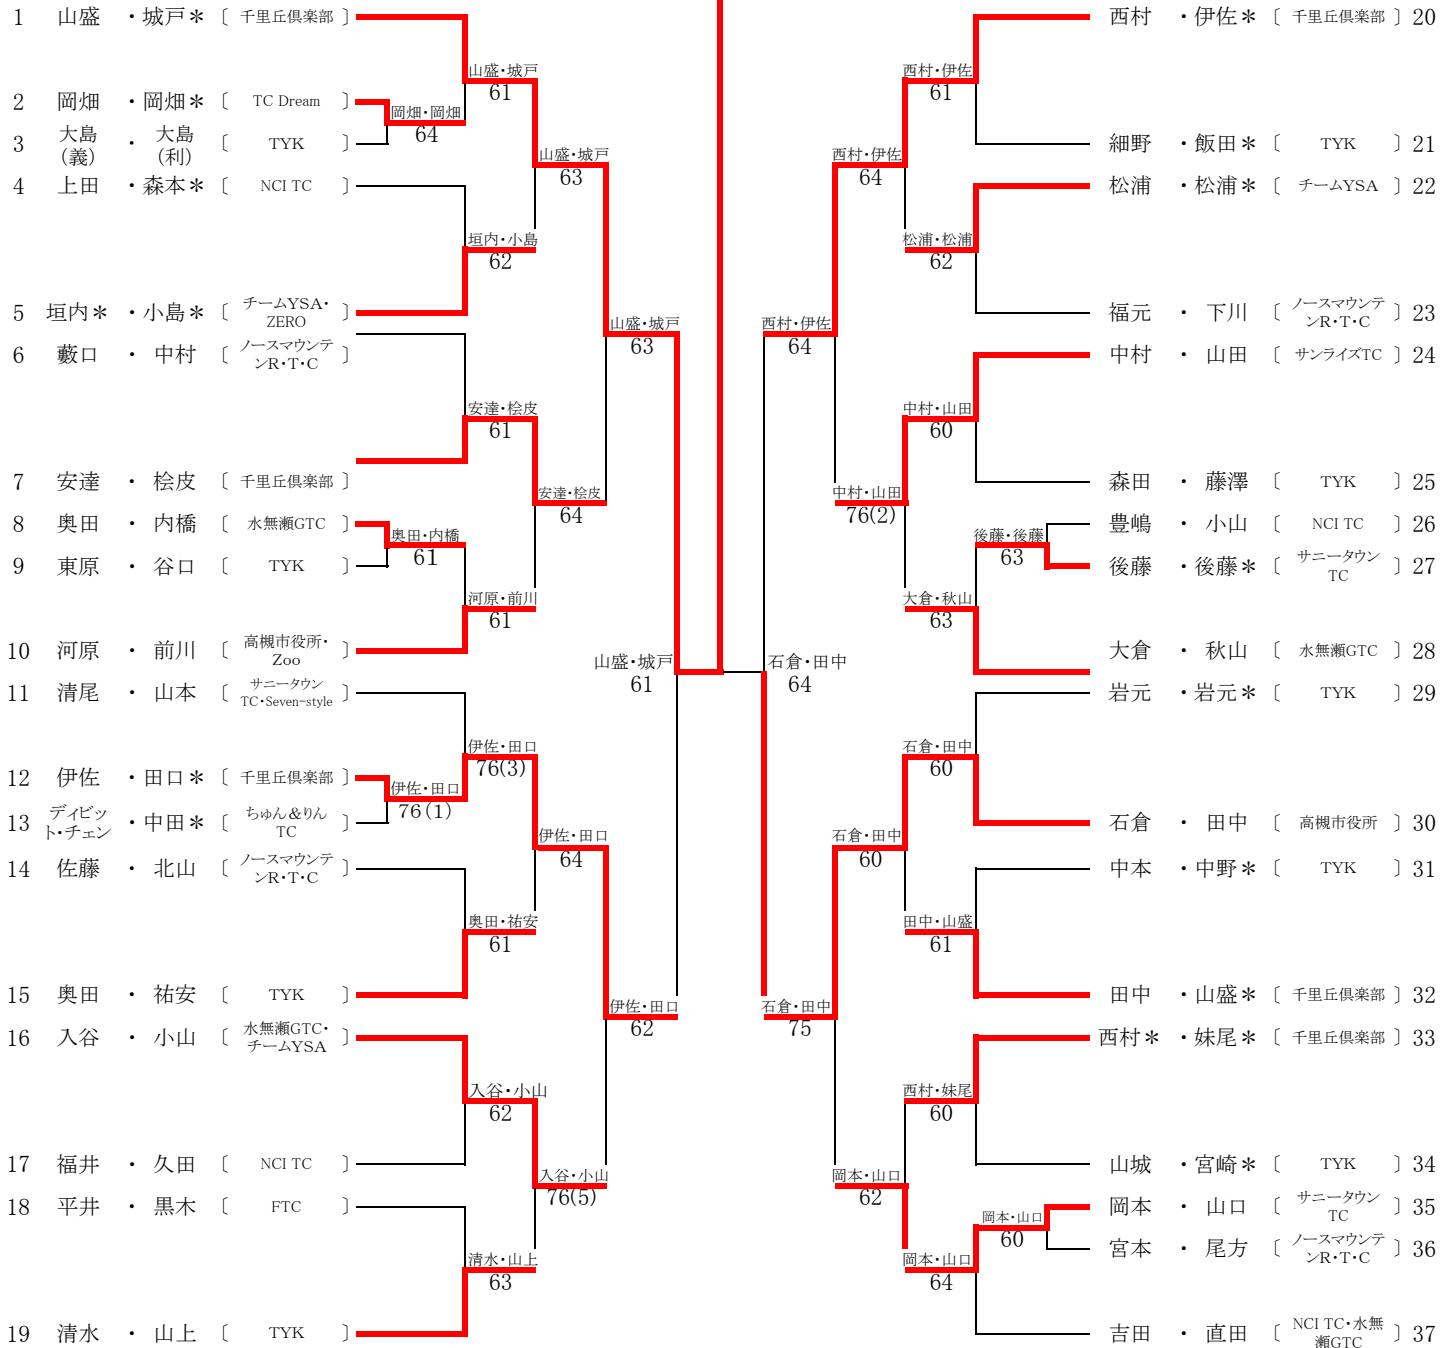 1 山盛 ・城戸＊ 〔 千里丘倶楽部 〕
2 岡畑 ・岡畑＊ 〔 TC Dream 〕
3 大島(義) ・ 大島(利) 〔 TYK 〕
4 上田 ・森本＊ 〔 NCI TC 〕
5 垣内＊ ・小島＊ 〔 チームYSA・ZERO 〕
6 藪口 ・ 中村 〔 ノースマウンテンR・T・C 〕
7 安達 ・ 桧皮 〔 千里丘倶楽部 〕
8 奥田 ・ 内橋 〔 水無瀬GTC 〕
9 東原 ・ 谷口 〔 TYK 〕
10 河原 ・ 前川 〔 高槻市役所・Zoo 〕
11 清尾 ・ 山本 〔 サニータウンTC・Seven-style 〕
12 伊佐 ・田口＊ 〔 千里丘倶楽部 〕
13 ディビット・チェン ・中田＊ 〔 ちゅん＆りんTC 〕
14 佐藤 ・ 北山 〔 ノースマウンテンR・T・C 〕
15 奥田 ・ 祐安 〔 TYK 〕
16 入谷 ・ 小山 〔 水無瀬GTC・チームYSA 〕
17 福井 ・ 久田 〔 NCI TC 〕
18 平井 ・ 黒木 〔 FTC 〕
19 清水 ・ 山上 〔 TYK 〕
岡畑・岡畑
64
奥田・内橋
61
伊佐・田口
76(1)
山盛・城戸
61
垣内・小島
62
安達・桧皮
61
河原・前川
61
伊佐・田口
76(3)
奥田・祐安
61
入谷・小山
62
清水・山上
63
山盛・城戸
63
安達・桧皮
64
伊佐・田口
64
入谷・小山
76(5)
山盛・城戸
63
伊佐・田口
62
山盛・城戸
61
石倉・田中
64
西村・伊佐
64
石倉・田中
75
西村・伊佐
64
中村・山田
76(2)
石倉・田中
60
岡本・山口
62
西村・伊佐
61
松浦・松浦
62
中村・山田
60
大倉・秋山
63
石倉・田中
60
田中・山盛
61
西村・妹尾
60
岡本・山口
64
後藤・後藤
63
岡本・山口
60
西村 ・伊佐＊ 〔 千里丘倶楽部 〕 20
細野 ・飯田＊ 〔 TYK 〕 21
松浦 ・松浦＊ 〔 チームYSA 〕 22
福元 ・ 下川 〔 ノースマウンテンR・T・C 〕 23
中村 ・ 山田 〔 サンライズTC 〕 24
森田 ・ 藤澤 〔 TYK 〕 25
豊嶋 ・ 小山 〔 NCI TC 〕 26
後藤 ・後藤＊ 〔 サニータウンTC 〕 27
大倉 ・ 秋山 〔 水無瀬GTC 〕 28
岩元 ・岩元＊ 〔 TYK 〕 29
石倉 ・ 田中 〔 高槻市役所 〕 30
中本 ・中野＊ 〔 TYK 〕 31
田中 ・山盛＊ 〔 千里丘倶楽部 〕 32
西村＊ ・妹尾＊ 〔 千里丘倶楽部 〕 33
山城 ・宮崎＊ 〔 TYK 〕 34
岡本 ・ 山口 〔 サニータウンTC 〕 35
宮本 ・ 尾方 〔 ノースマウンテンR・T・C 〕 36
吉田 ・ 直田 〔 NCI TC・水無瀬GTC 〕 37